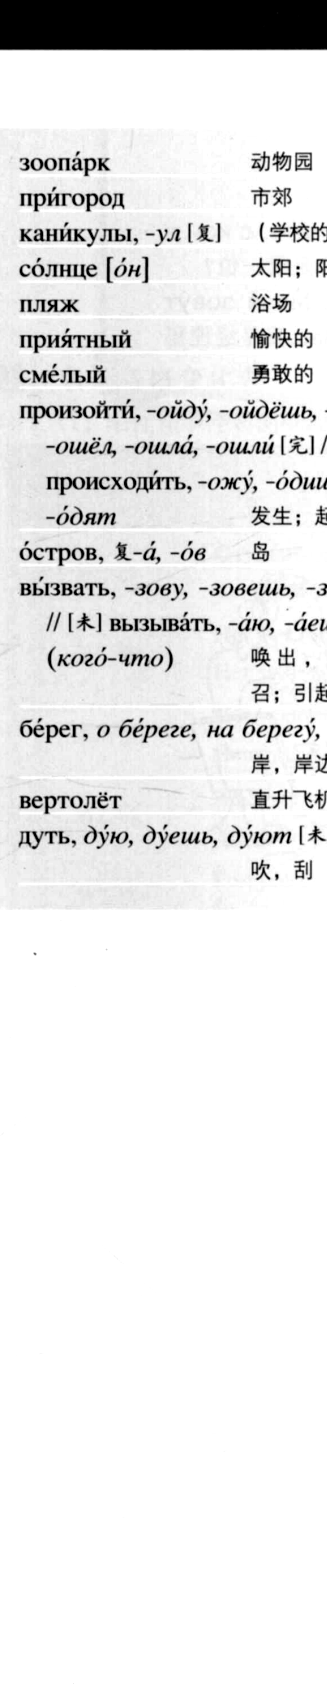 зоопа́рк 动物园
при́город 市郊
кани́кулы, -ул [复] (学校的
со́лнце [о́н] 太阳；阳
пляж 浴场
прия́тный 愉快的
сме́лый 勇敢的
произойти́, -ойду́, -ойдёшь,
-ошёл, -ошла́, -ошли́ [完] /
происходи́ть, -ожу́, -о́диш
-о́дят 发生；起
о́стров, 复-а́, -о́в 岛
вы́звать, -зову, -зовешь, -з
// [未] вызыва́ть, -а́ю, -а́еш
(кого́-что) 唤出，
召；引起
бе́рег, о бе́реге, на берегу́,
岸，岸边
вертолёт 直升飞机
дуть, ду́ю, ду́ешь, ду́ют [未
吹，刮